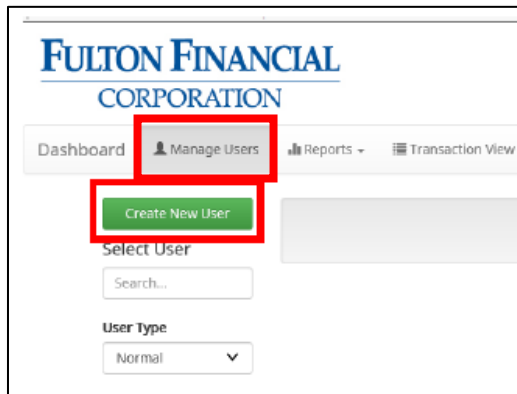 FULTON FINANCIAL
CORPORATION
Dashboard Manage Users Reports Transaction View
Create New User
Select User
Search...
User Type
Normal